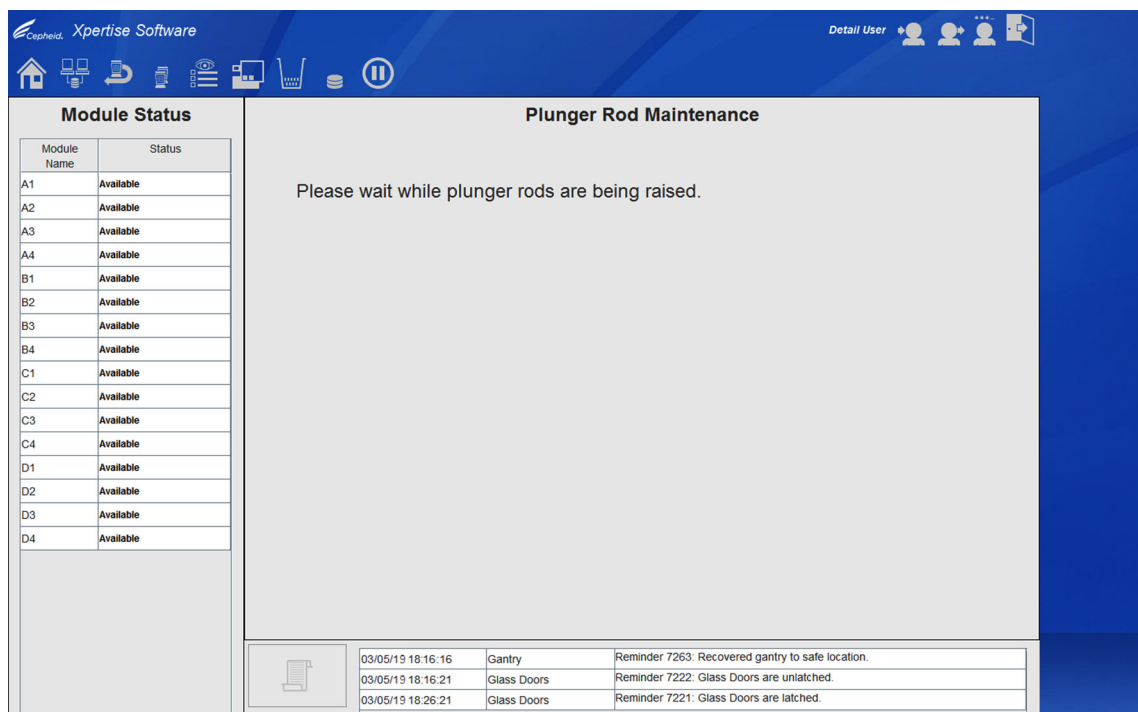 Cepheid. Xpertise Software
Detail User
Module Status
Module Name Status
A1 Available
A2 Available
A3 Available
A4 Available
B1 Available
B2 Available
B3 Available
B4 Available
C1 Available
C2 Available
C3 Available
C4 Available
D1 Available
D2 Available
D3 Available
D4 Available
Plunger Rod Maintenance
Please wait while plunger rods are being raised.
03/05/19 18:16:16 Gantry Reminder 7263: Recovered gantry to safe location.
03/05/19 18:16:21 Glass Doors Reminder 7222: Glass Doors are unlatched.
03/05/19 18:26:21 Glass Doors Reminder 7221: Glass Doors are latched.